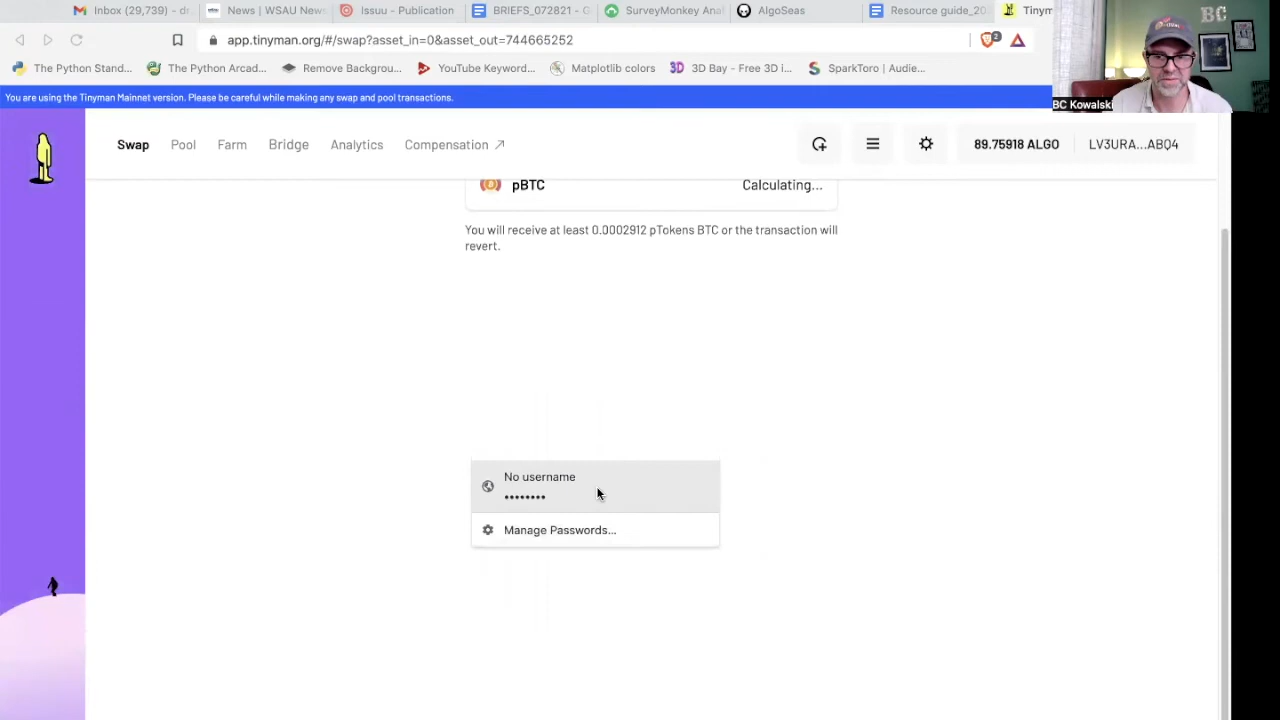 Inbox (29,739) - dr
News | WSAU New
Issuu - Publication
BRIEFS_072821 - G
SurveyMonkey Anal
AlgoSeas
Resource guide_20
Tinym
app.tinyman.org/#/swap?asset_in=0&asset_out=744665252
2
The Python Stand...
The Python Arcad...
Remove Backgrou...
YouTube Keyword...
Matplotlib colors
3D Bay - Free 3D i...
SparkToro | Audie...
BC
BC Kowalski
You are using the Tinyman Mainnet version. Please be careful while making any swap and pool transactions.
Swap
Pool
Farm
Bridge
Analytics
Compensation
89.75918 ALGO
LV3URA...ABQ4
pBTC
Calculating...
You will receive at least 0.0002912 pTokens BTC or the transaction will
revert.
No username
••••••••
Manage Passwords...